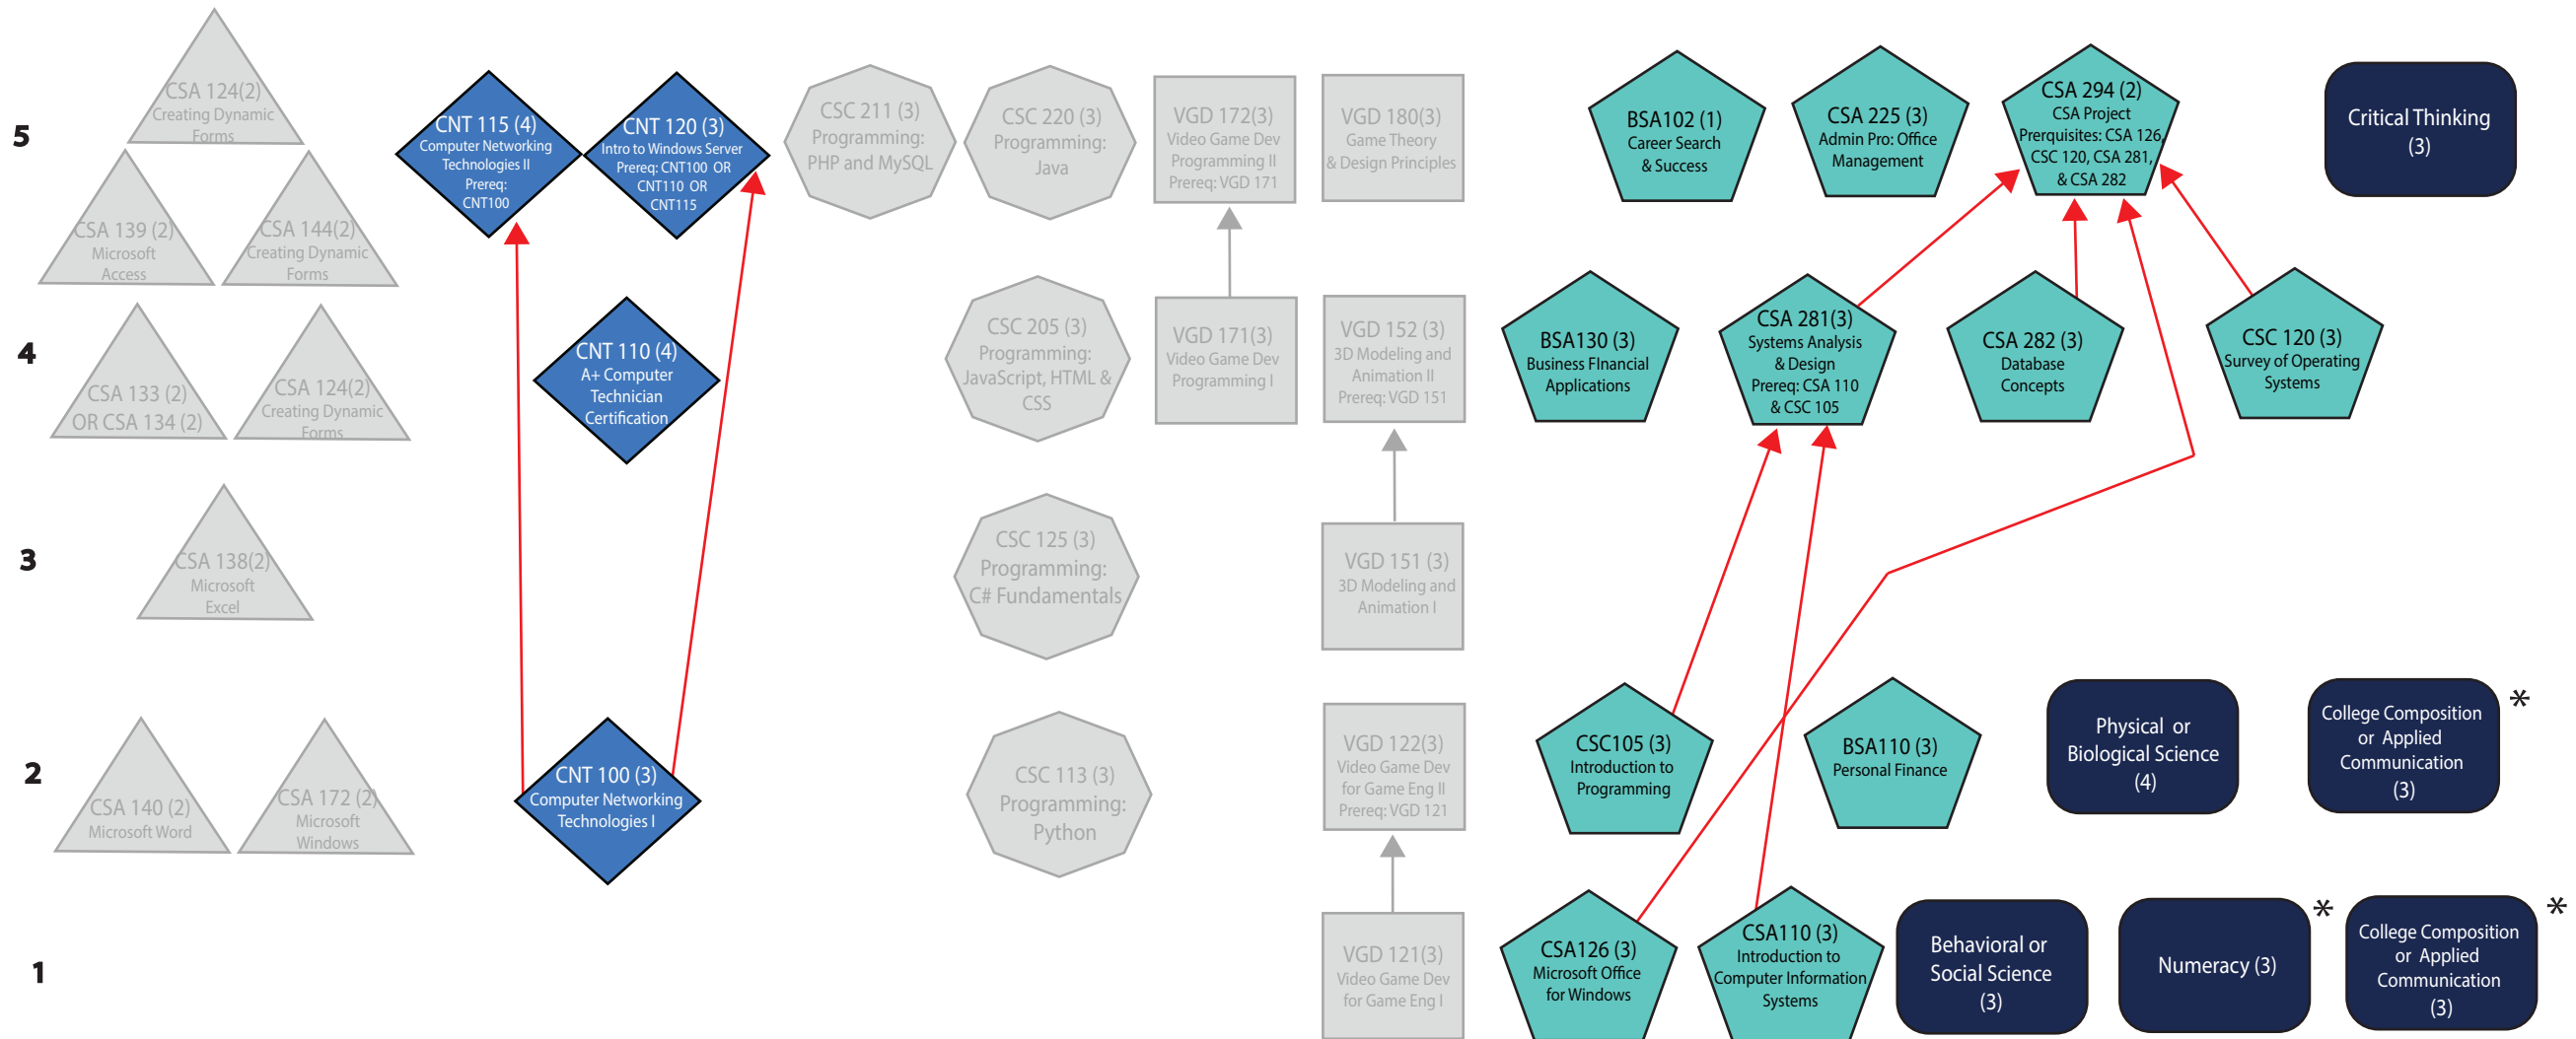 5
CSA 124(2)
Creating Dynamic
Forms
CSA 139 (2)
Microsoft
Access
CSA 144(2)
Creating Dynamic
Forms
CNT 115 (4)
Computer Networking
Technologies II
Prereq:
CNT100
CNT 120 (3)
Intro to Windows Server
Prereq: CNT100 OR
CNT110 OR
CNT115
CSC 211 (3)
Programming:
PHP and MySQL
CSC 220 (3)
Programming:
Java
VGD 172(3)
Video Game Dev
Programming II
Prereq: VGD 171
VGD 180(3)
Game Theory
& Design Principles
BSA102 (1)
Career Search
& Success
CSA 225 (3)
Admin Pro: Office
Management
CSA 294 (2)
CSA Project
Prerquisites: CSA 126,
CSC 120, CSA 281,
& CSA 282
Critical Thinking
(3)
4
CSA 133 (2)
OR CSA 134 (2)
CSA 124(2)
Creating Dynamic
Forms
CNT 110 (4)
A+ Computer
Technician
Certification
CSC 205 (3)
Programming:
JavaScript, HTML &
CSS
VGD 171(3)
Video Game Dev
Programming I
VGD 152 (3)
3D Modeling and
Animation II
Prereq: VGD 151
BSA130 (3)
Business FInancial
Applications
CSA 281(3)
Systems Analysis
& Design
Prereq: CSA 110
& CSC 105
CSA 282 (3)
Database
Concepts
CSC 120 (3)
Survey of Operating
Systems
3
CSA 138(2)
Microsoft
Excel
CSC 125 (3)
Programming:
C# Fundamentals
VGD 151 (3)
3D Modeling and
Animation I
2
CSA 140 (2)
Microsoft Word
CSA 172 (2)
Microsoft
Windows
CNT 100 (3)
Computer Networking
Technologies I
CSC 113 (3)
Programming:
Python
VGD 122(3)
Video Game Dev
for Game Eng II
Prereq: VGD 121
CSC105 (3)
Introduction to
Programming
BSA110 (3)
Personal Finance
Physical or
Biological Science
(4)
College Composition
or Applied
Communication
(3)
*
1
VGD 121(3)
Video Game Dev
for Game Eng I
CSA126 (3)
Microsoft Office
for Windows
CSA110 (3)
Introduction to
Computer Information
Systems
Behavioral or
Social Science
(3)
Numeracy (3)
*
College Composition
or Applied
Communication
(3)
*